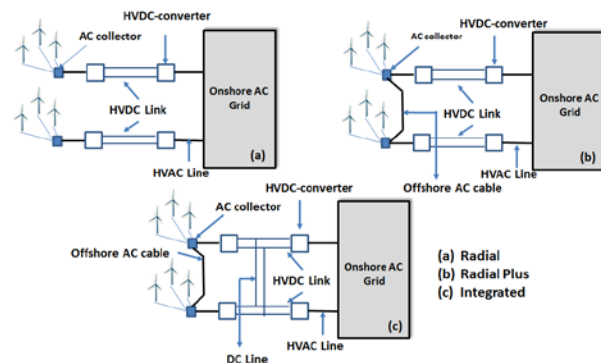 HVDC-converter
AC collector
HVDC
Link
HVAC Line
Onshore AC
Grid
(a)
HVDC-converter
AC collector
HVDC
Link
HVAC Line
Offshore AC cable
Onshore AC
Grid
(b)
HVDC-converter
AC collector
Offshore AC cable
HVDC Link
DC Line
HVAC Line
Onshore AC
Grid
(c)
(a) Radial
(b) Radial Plus
(c) Integrated